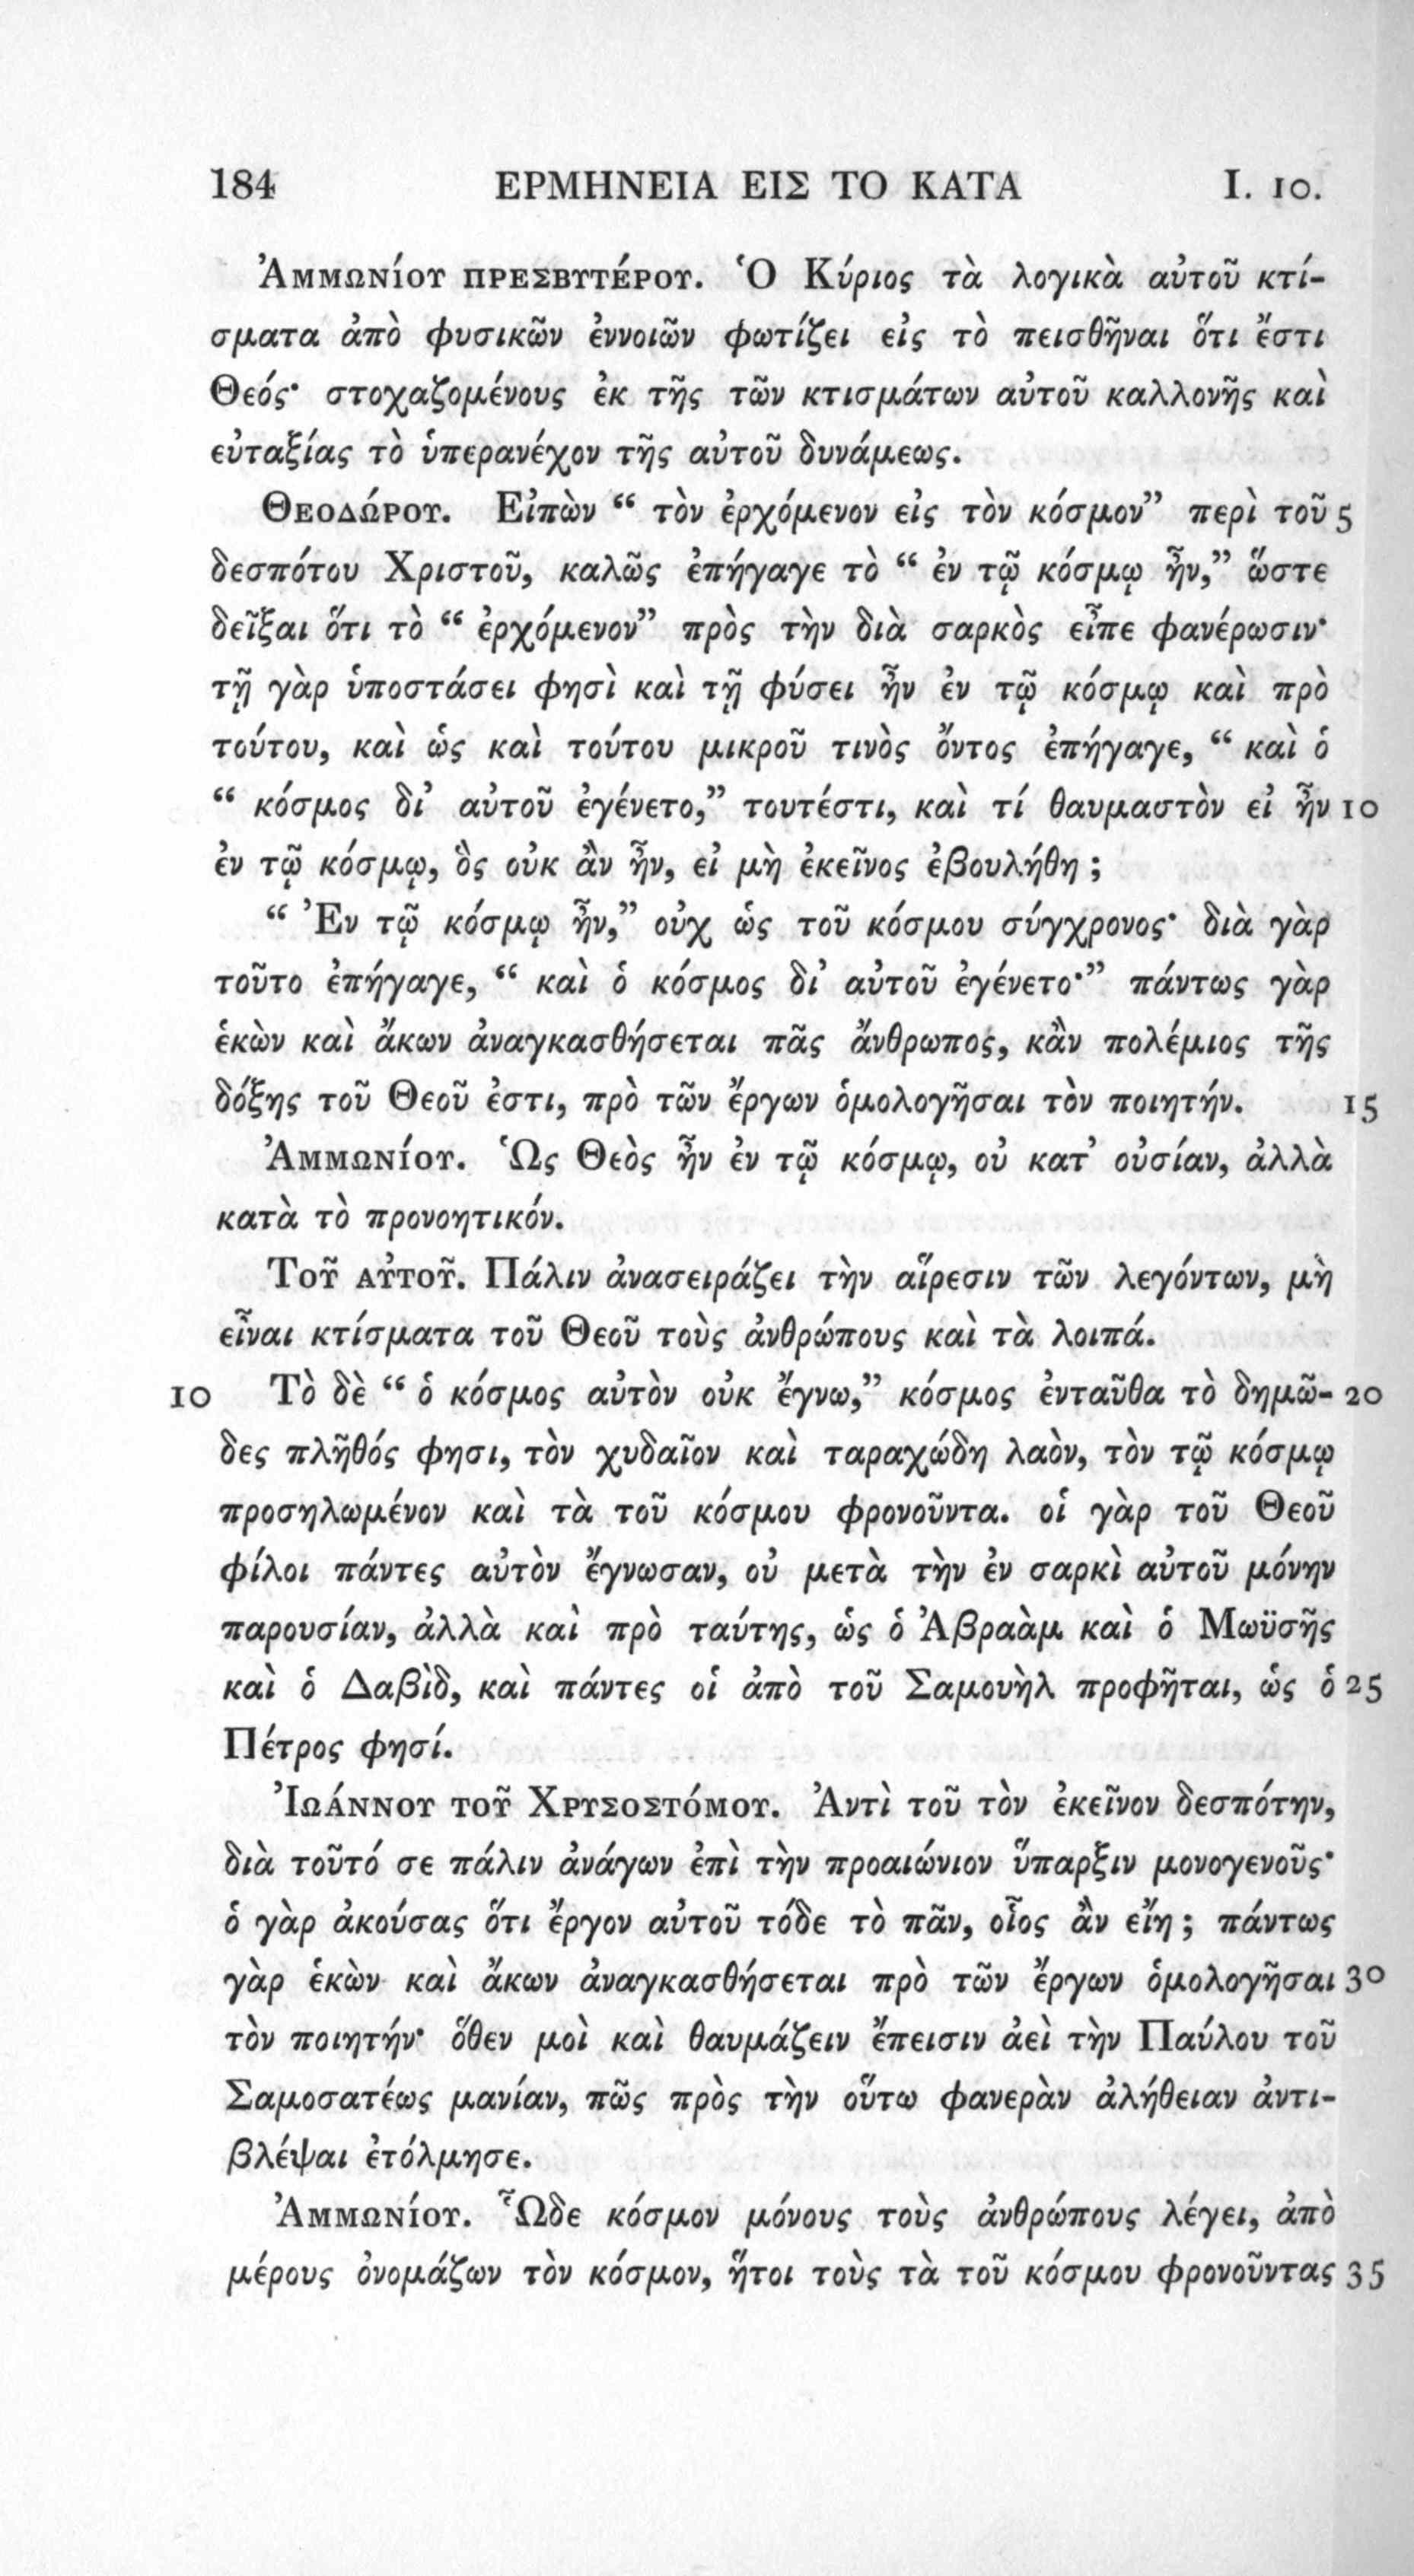 184 ΕΡΜΗΝΕΙΑ ΕΙΣ ΤΟ ΚΑΤΑ I. 10.
Ἀμμωνίου πρεσβυτέρου. Ὁ Κύριος τὰ λογικὰ αὐτοῦ κτί-
σματα ἀπὸ φυσικῶν ἐννοιῶν φωτίζει εἰς τὸ πεισθῆναι ὅτι ἔστι
Θεός· στοχαζομένους ἐκ τῆς τῶν κτισμάτων αὐτοῦ καλλονῆς καὶ
εὐταξίας τὸ ὑπερανέχον τῆς αὐτοῦ δυνάμεως.
Θεοδώρου. Εἰπὼν “ τὸν ἐρχόμενον εἰς τὸν κόσμον” περὶ τοῦ 5
δεσπότου Χριστοῦ, καλῶς ἐπήγαγε τὸ “ ἐν τῷ κόσμῳ ἦν,” ὥστε
δεῖξαι ὅτι τὸ “ ἐρχόμενον” πρὸς τὴν διὰ σαρκὸς εἶπε φανέρωσιν·
τῇ γὰρ ὑποστάσει φησὶ καὶ τῇ φύσει ἦν ἐν τῷ κόσμῳ καὶ πρὸ
τούτου, καὶ ὡς καὶ τούτου μικροῦ τινὸς ὄντος ἐπήγαγε, “ καὶ ὁ
“ κόσμος δι’ αὐτοῦ ἐγένετο,” τουτέστι, καὶ τί θαυμαστὸν εἰ ἦν 10
ἐν τῷ κόσμῳ, ὃς οὐκ ἂν ἦν, εἰ μὴ ἐκεῖνος ἐβουλήθη ;
“ Ἐν τῷ κόσμῳ ἦν,” οὐχ ὡς τοῦ κόσμου σύγχρονος· διὰ γὰρ
τοῦτο ἐπήγαγε, “ καὶ ὁ κόσμος δι’ αὐτοῦ ἐγένετο·” πάντως γὰρ
ἑκὼν καὶ ἄκων ἀναγκασθήσεται πᾶς ἄνθρωπος, κἂν πολέμιος τῆς
δόξης τοῦ Θεοῦ ἐστι, πρὸ τῶν ἔργων ὁμολογῆσαι τὸν ποιητήν. 15
Ἀμμωνίου. Ὡς Θεὸς ἦν ἐν τῷ κόσμῳ, οὐ κατ’ οὐσίαν, ἀλλὰ
κατὰ τὸ προνοητικόν.
Τοῦ αὐτοῦ. Πάλιν ἀνασειράζει τὴν αἵρεσιν τῶν λεγόντων, μὴ
εἶναι κτίσματα τοῦ Θεοῦ τοὺς ἀνθρώπους καὶ τὰ λοιπά.
10 Τὸ δὲ “ ὁ κόσμος αὐτὸν οὐκ ἔγνω,” κόσμος ἐνταῦθα τὸ δημῶ- 20
δες πλῆθός φησι, τὸν χυδαῖον καὶ ταραχώδη λαὸν, τὸν τῷ κόσμῳ
προσηλωμένον καὶ τὰ τοῦ κόσμου φρονοῦντα. οἱ γὰρ τοῦ Θεοῦ
φίλοι πάντες αὐτὸν ἔγνωσαν, οὐ μετὰ τὴν ἐν σαρκὶ αὐτοῦ μόνην
παρουσίαν, ἀλλὰ καὶ πρὸ ταύτης, ὡς ὁ Ἀβραὰμ καὶ ὁ Μωϋσῆς
καὶ ὁ Δαβὶδ, καὶ πάντες οἱ ἀπὸ τοῦ Σαμουὴλ προφῆται, ὡς ὁ 25
Πέτρος φησί.
Ἰωάννου τοῦ Χρυσοστόμου. Ἀντὶ τοῦ τὸν ἐκεῖνον δεσπότην,
διὰ τοῦτό σε πάλιν ἀνάγων ἐπὶ τὴν προαιώνιον ὕπαρξιν μονογενοῦς·
ὁ γὰρ ἀκούσας ὅτι ἔργον αὐτοῦ τόδε τὸ πᾶν, οἷος ἂν εἴη ; πάντως
γὰρ ἑκὼν καὶ ἄκων ἀναγκασθήσεται πρὸ τῶν ἔργων ὁμολογῆσαι 30
τὸν ποιητήν· ὅθεν μοὶ καὶ θαυμάζειν ἔπεισιν ἀεὶ τὴν Παύλου τοῦ
Σαμοσατέως μανίαν, πῶς πρὸς τὴν οὕτω φανερὰν ἀλήθειαν ἀντι-
βλέψαι ἐτόλμησε.
Ἀμμωνίου. Ὧδε κόσμον μόνους τοὺς ἀνθρώπους λέγει, ἀπὸ
μέρους ὀνομάζων τὸν κόσμον, ἤτοι τοὺς τὰ τοῦ κόσμου φρονοῦντας 35